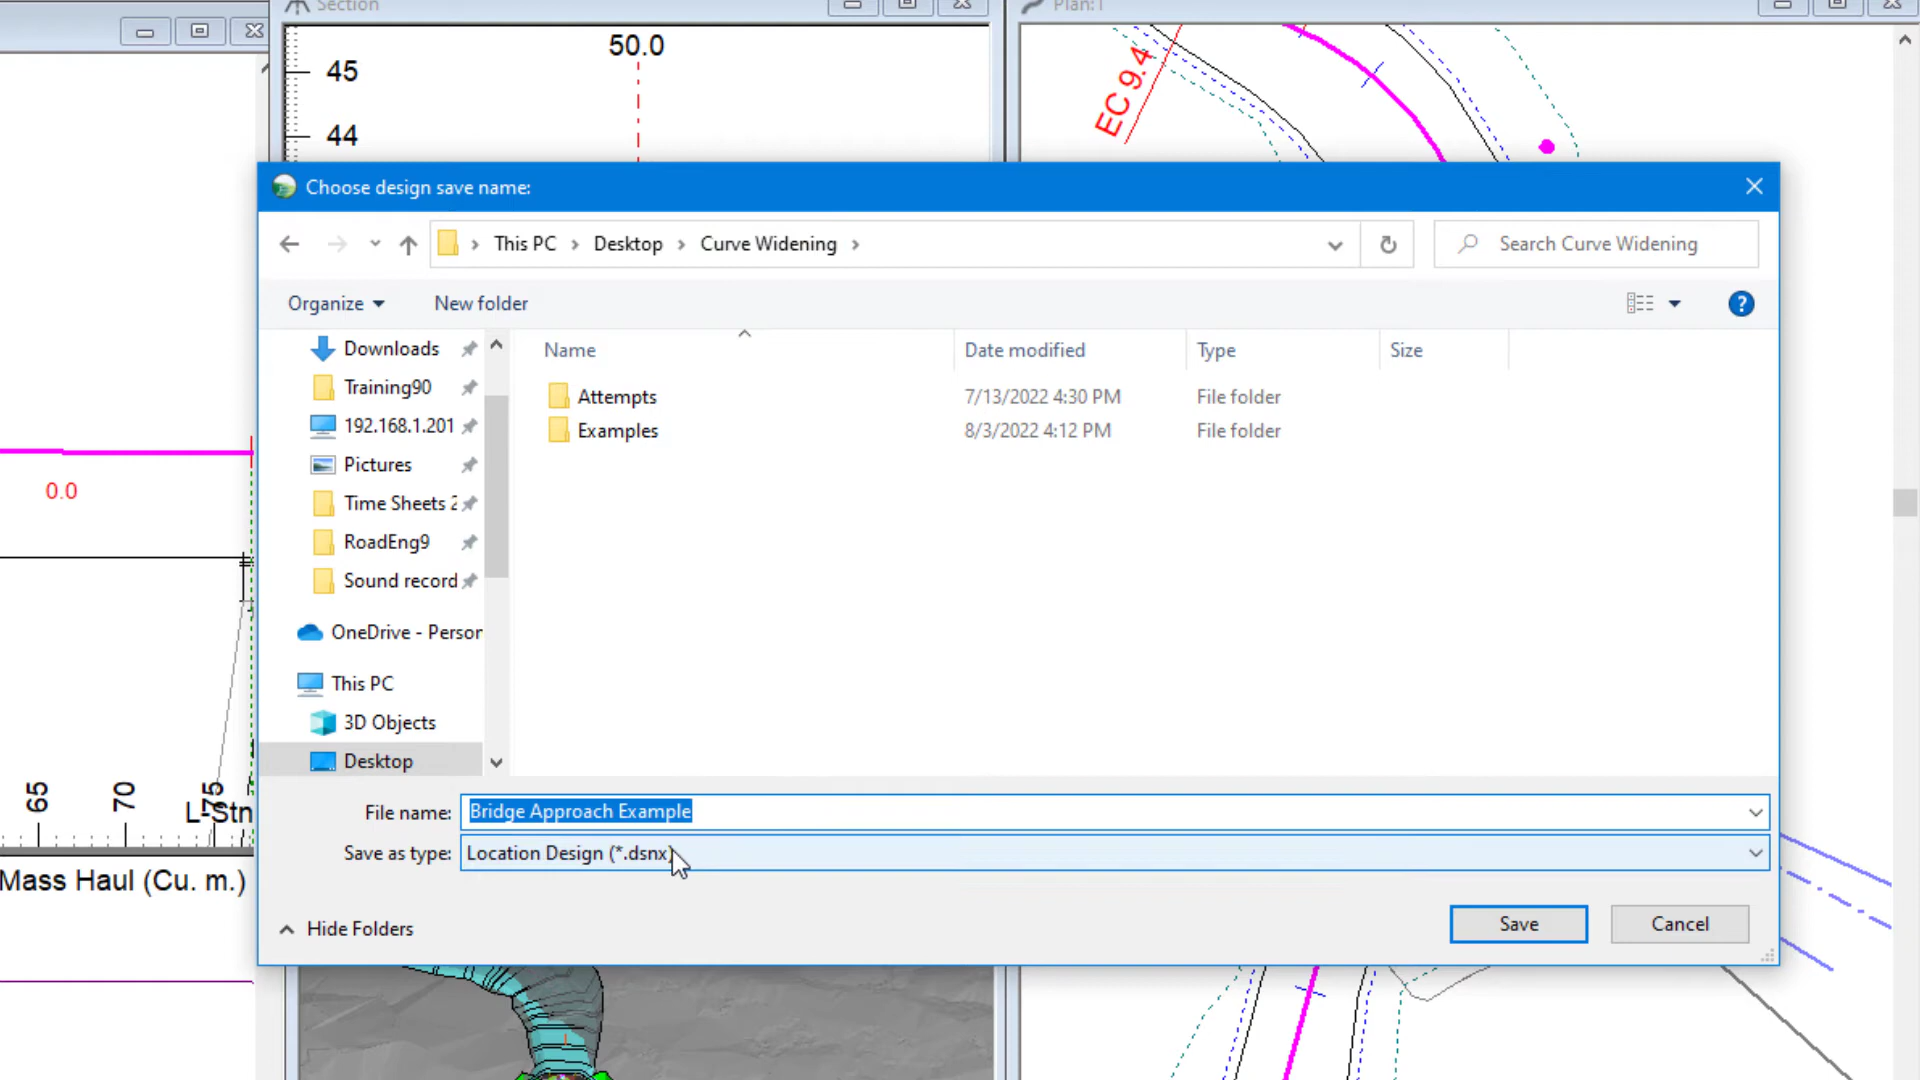 Section
Plan:1
50.0
45
44
EC 9.4
Choose design save name:
This PC > Desktop > Curve Widening >
Search Curve Widening
Organize
New folder
Name
Date modified
Type
Size
Downloads
Training90
192.168.1.201
Pictures
Time Sheets 2
RoadEng9
Sound record
OneDrive - Person
This PC
3D Objects
Desktop
Attempts 7/13/2022 4:30 PM File folder
Examples 8/3/2022 4:12 PM File folder
File name: Bridge Approach Example
Save as type: Location Design (*.dsnx)
Hide Folders
Save
Cancel
0.0
65
70
75
L-Stn
Mass Haul (Cu. m.)